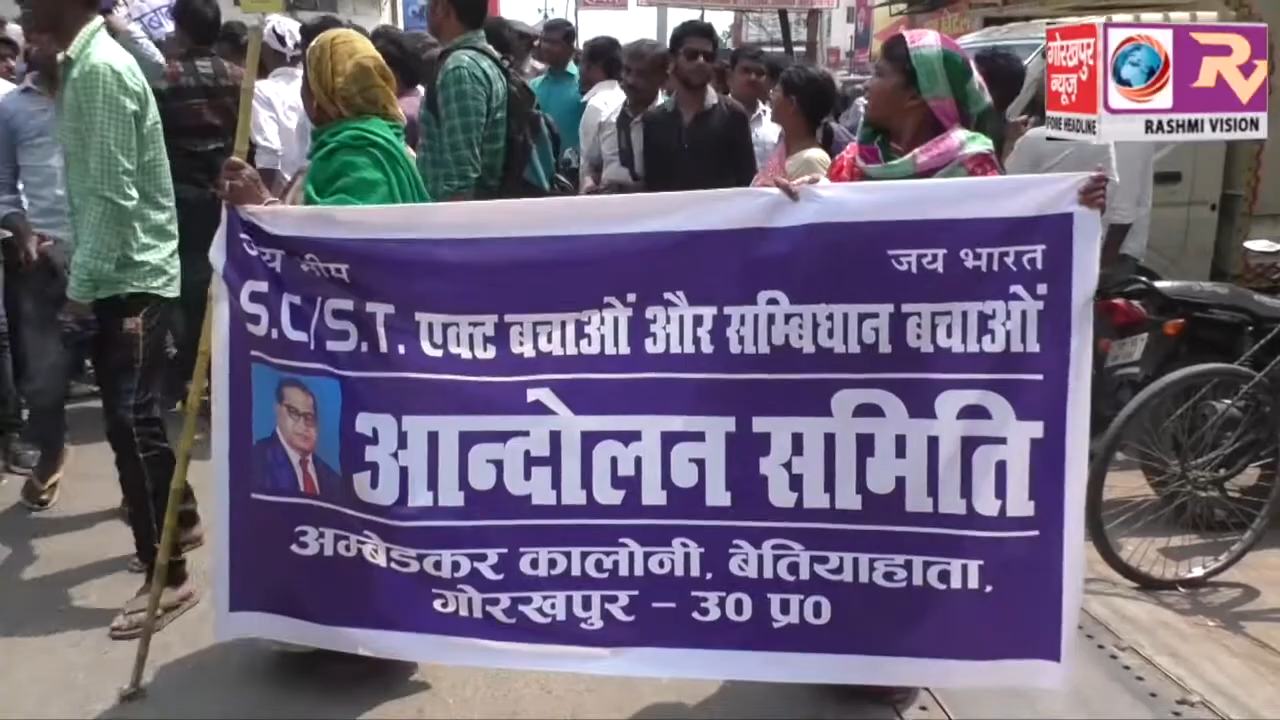 जय भीम
जय भारत
S.C/S.T. एक्ट बचाओं और सम्बिधान बचाओं
आन्दोलन समिति
अम्बेडकर कालोनी, बेतियाहाता,
गोरखपुर – उ0 प्र0
गोरखपुर
न्यूज़
RV
RASHMI VISION